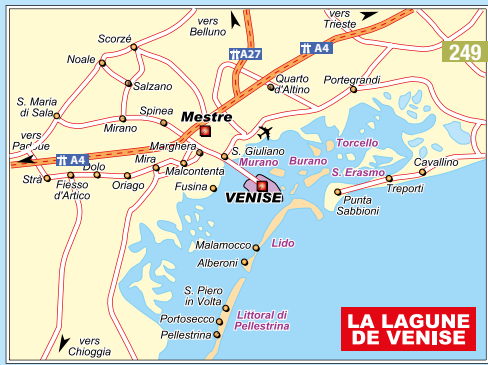 vers
Belluno
vers
Trieste
Scorzé
A27
A4
249
Noale
Salzano
Quarto
d'Altino
Portegrandi
S. Maria
di Sala
Spinea
Mestre
Mirano
vers
Padoue
A4
Marghera
S. Giuliano
Torcello
Murano
Burano
Cavallino
Strà
Fiesso
d'Artico
Dolo
Oriago
Mira
Malcontenta
S. Erasmo
Treporti
Fusina
VENISE
Punta
Sabbioni
Malamocco
Lido
Alberoni
S. Piero
in Volta
Portosecco
Littoral di
Pellestrina
Pellestrina
vers
Chioggia
LA LAGUNE
DE VENISE